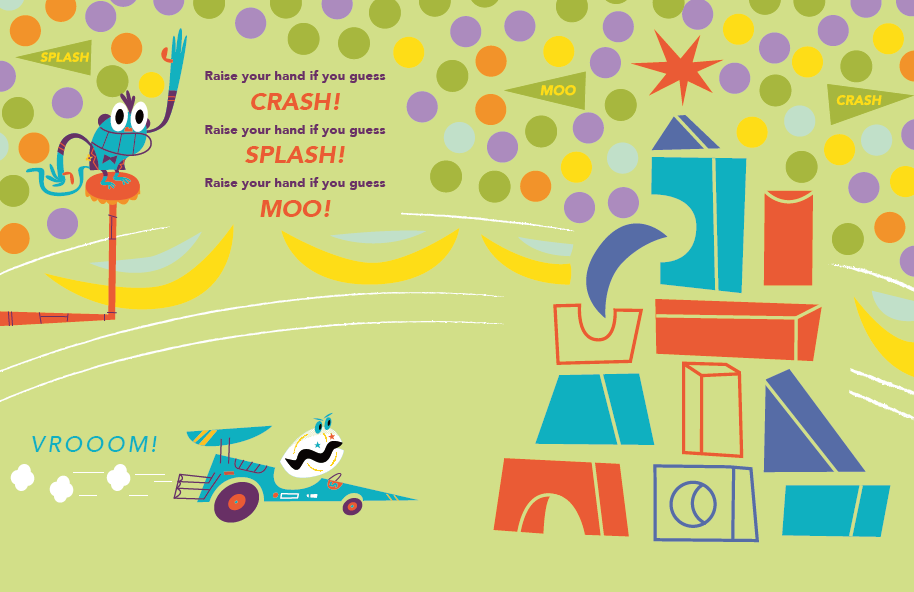 SPLASH
Raise your hand if you guess
CRASH!
Raise your hand if you guess
SPLASH!
Raise your hand if you guess
MOO!
MOO
CRASH
VROOOM!